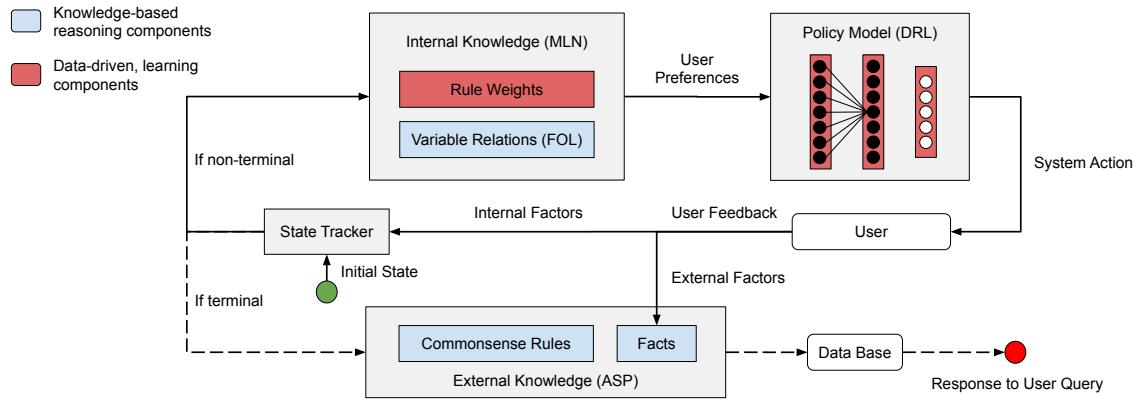 Knowledge-based
reasoning components
Data-driven, learning
components
Internal Knowledge (MLN)
Rule Weights
Variable Relations (FOL)
User
Preferences
Policy Model (DRL)
If non-terminal
System Action
State Tracker
Internal Factors
User Feedback
User
Initial State
External Factors
If terminal
Commonsense Rules
Facts
External Knowledge (ASP)
Data Base
Response to User Query